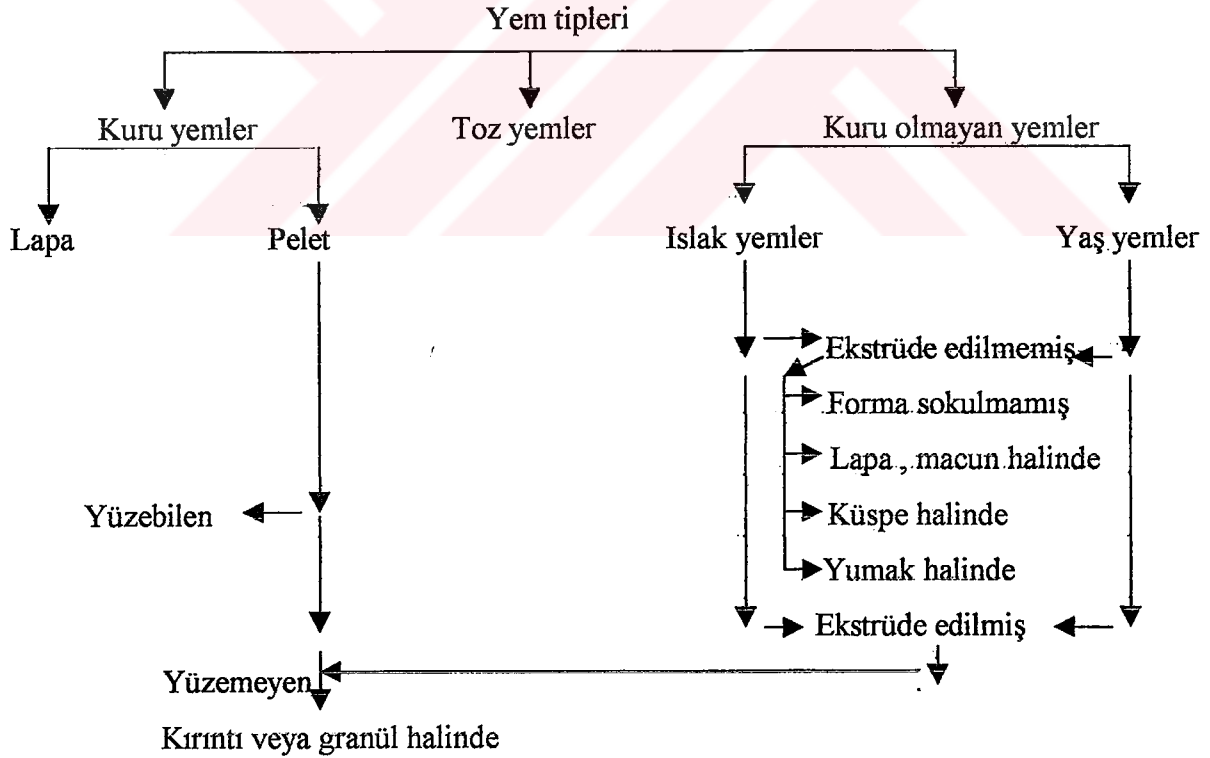 Yem tipleri
Kuru yemler
Toz yemler
Kuru olmayan yemler
Lapa
Pelet
Islak yemler
Yaş yemler
Ekstrüde edilmemiş
Forma sokulmamış
Lapa , macun halinde
Küspe halinde
Yumak halinde
Yüzebilen
Ekstrüde edilmiş
Yüzemeyen
Kırıntı veya granül halinde